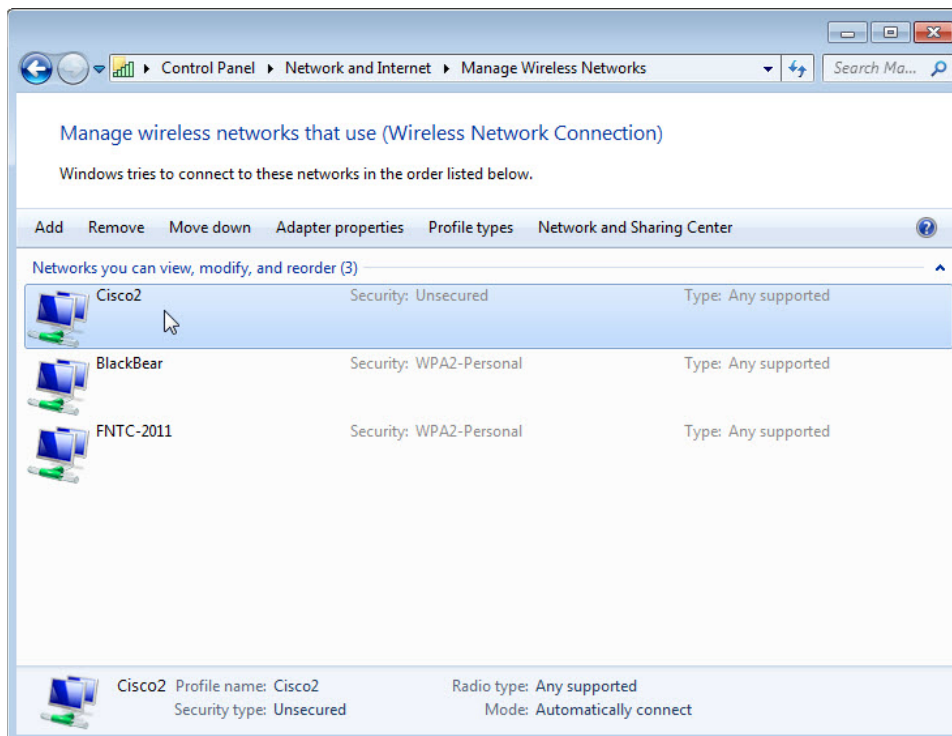 Control Panel Network and Internet Manage Wireless Networks Search Ma...
Manage wireless networks that use (Wireless Network Connection)
Windows tries to connect to these networks in the order listed below.
Add Remove Move down Adapter properties Profile types Network and Sharing Center
Networks you can view, modify, and reorder (3)
Cisco2 Security: Unsecured Type: Any supported
BlackBear Security: WPA2-Personal Type: Any supported
FNTC-2011 Security: WPA2-Personal Type: Any supported
Cisco2 Profile name: Cisco2 Radio type: Any supported
Security type: Unsecured Mode: Automatically connect